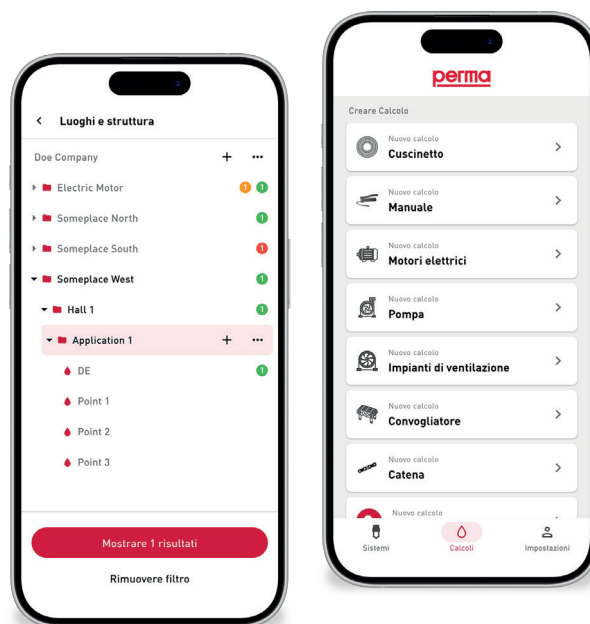 Luoghi e struttura
Doe Company
Electric Motor 1 1
Someplace North 1
Someplace South 1
Someplace West 1
Hall 1 1
Application 1
DE 1
Point 1
Point 2
Point 3
Mostrare 1 risultati
Rimuovere filtro
perma
Creare Calcolo
Nuovo calcolo
Cuscinetto
Nuovo calcolo
Manuale
Nuovo calcolo
Motori elettrici
Nuovo calcolo
Pompa
Nuovo calcolo
Impianti di ventilazione
Nuovo calcolo
Convogliatore
Nuovo calcolo
Catena
Nuovo calcolo
Sistemi Calcoli Impostazioni